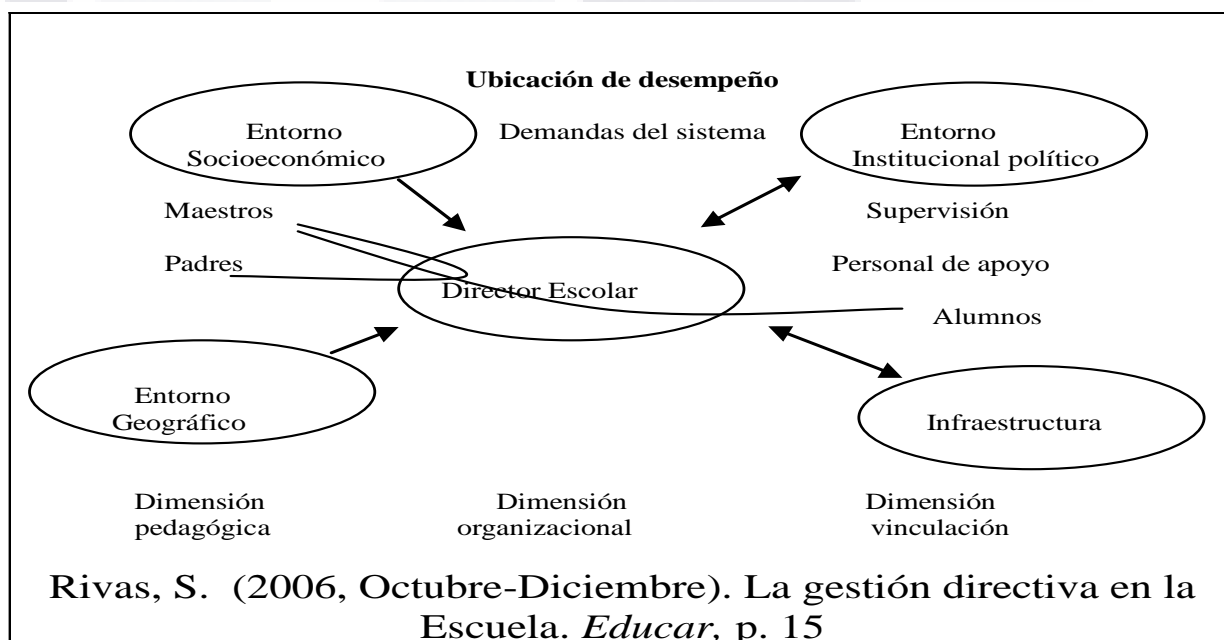 Ubicación de desempeño
Entorno
Socioeconómico
Demandas del sistema
Entorno
Institucional político
Maestros
Supervisión
Padres
Personal de apoyo
Director Escolar
Alumnos
Entorno
Geográfico
Infraestructura
Dimensión
pedagógica
Dimensión
organizacional
Dimensión
vinculación
Rivas, S. (2006, Octubre-Diciembre). La gestión directiva en la
Escuela. Educar, p. 15